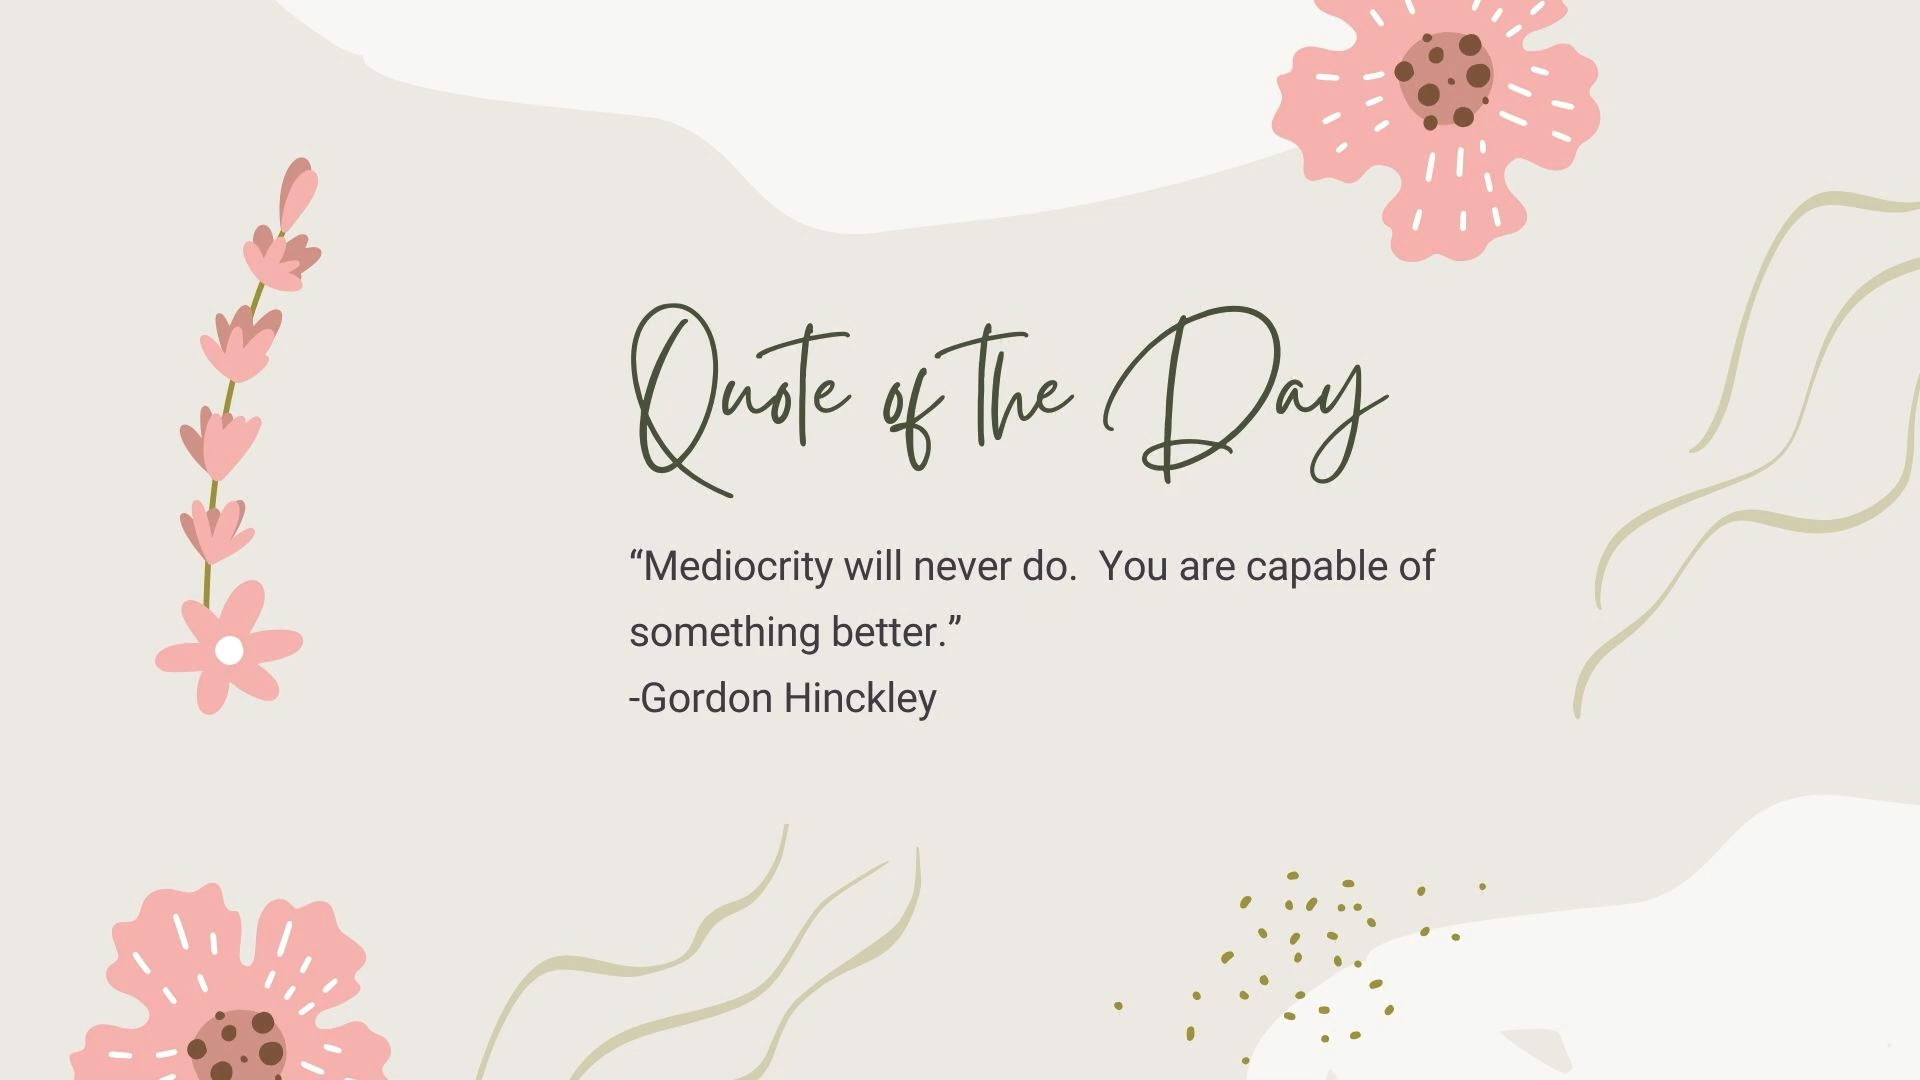 Quote of the Day
“Mediocrity will never do.  You are capable of
something better.”
-Gordon Hinckley